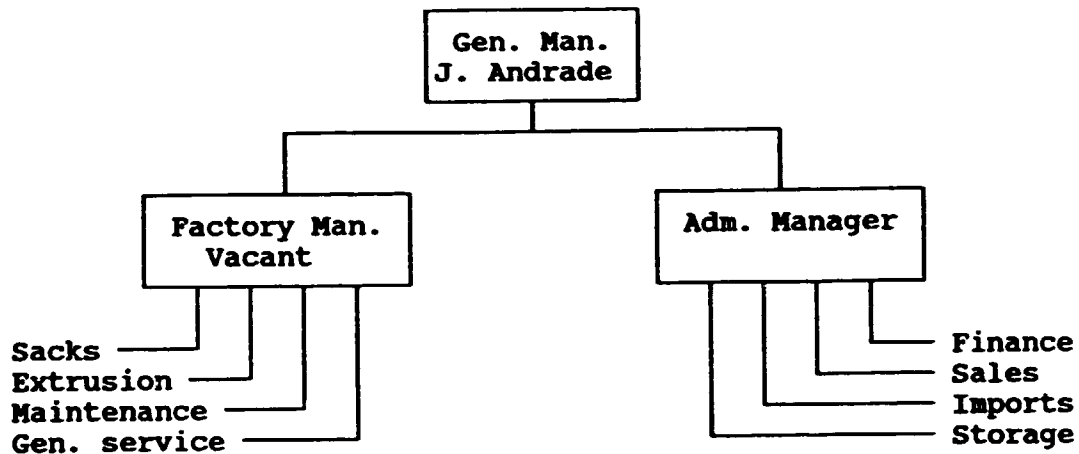 Gen. Man.
J. Andrade
Factory Man.
Vacant
Adm. Manager
Sacks
Extrusion
Maintenance
Gen. service
Finance
Sales
Imports
Storage